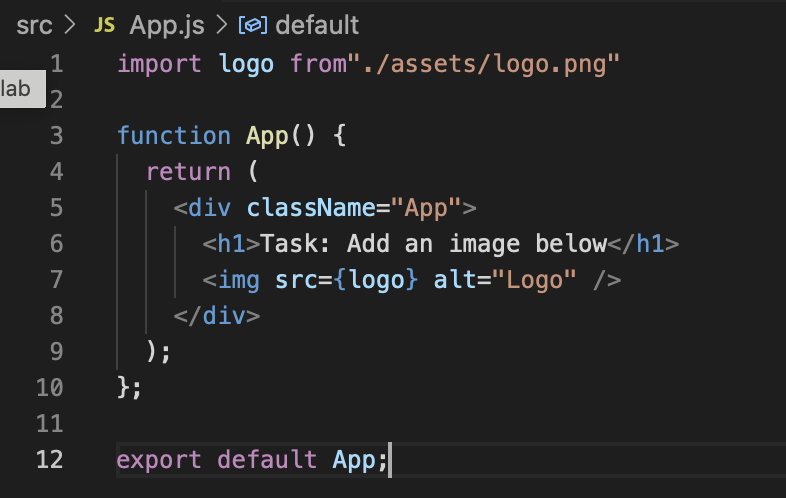 src > JS App.js > default
1 import logo from"./assets/logo.png"
lab
2
3 function App() {
4   return (
5     <div className="App">
6       <h1>Task: Add an image below</h1>
7       <img src={logo} alt="Logo" />
8     </div>
9   );
10 };
11
12 export default App;